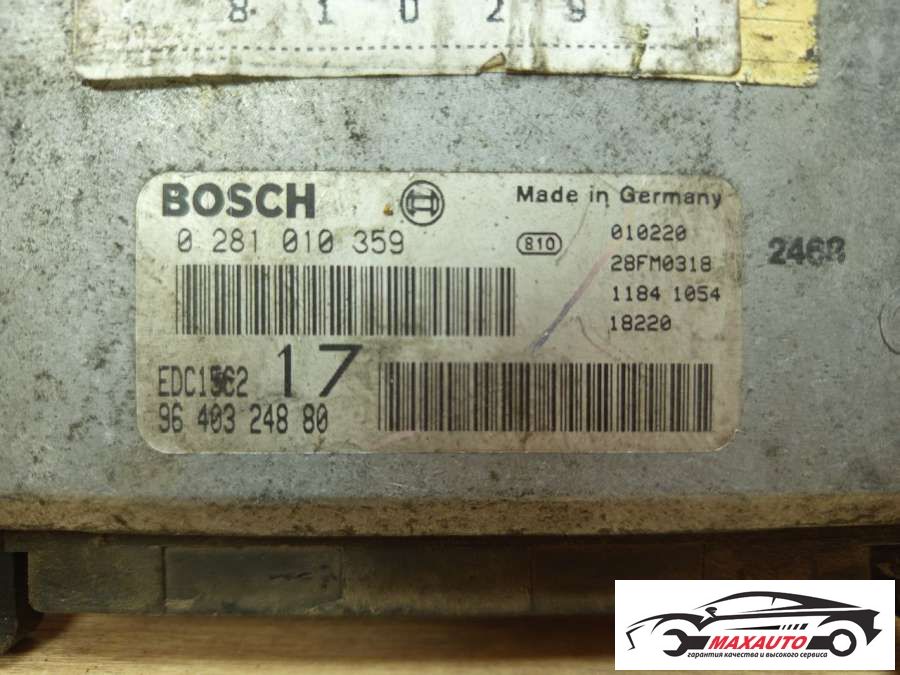 8 1 0 2 9
BOSCH
Made in Germany
0 281 010 359
810
010220
28FM0318
1184 1054
18220
2468
EDC15C2
17
96 403 248 80
MAXAUTO
гарантия качества и высокого сервиса